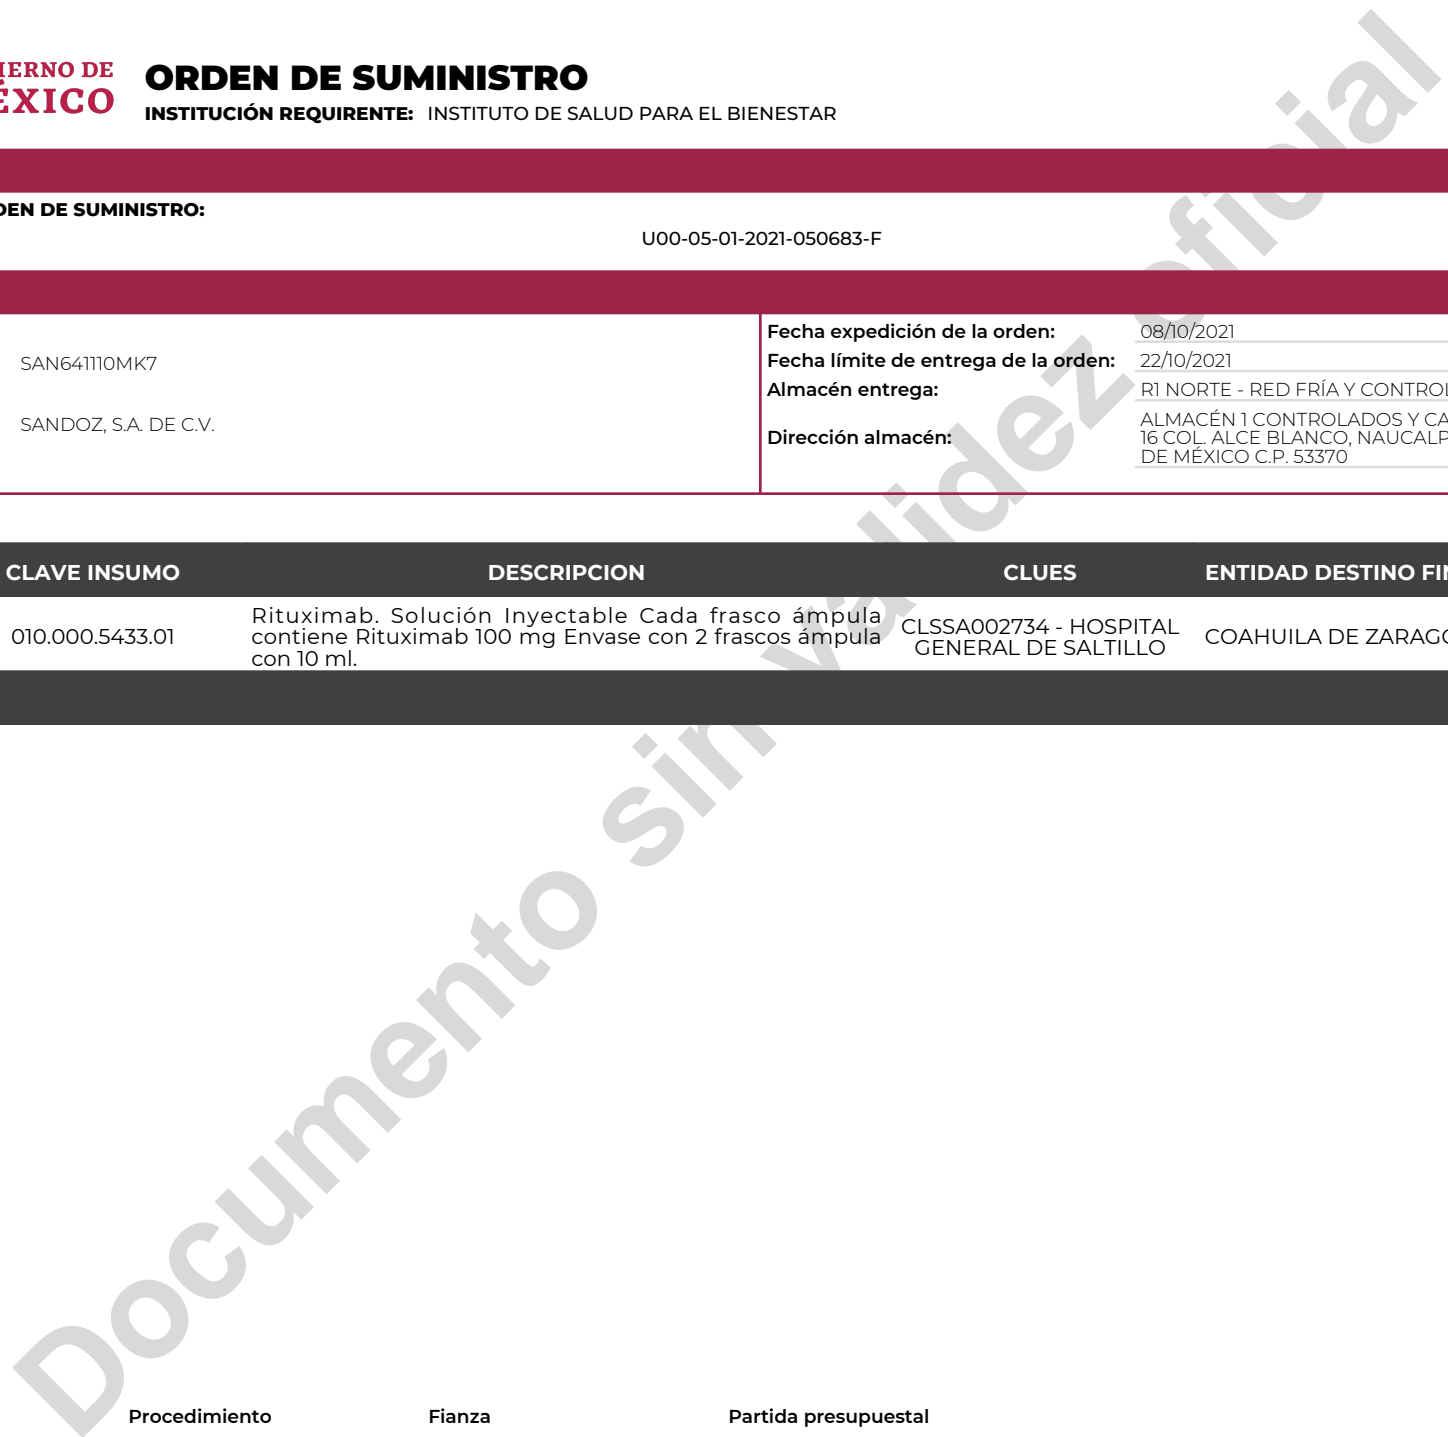 IERNO DE
ÉXICO
ORDEN DE SUMINISTRO
INSTITUCIÓN REQUIRENTE: INSTITUTO DE SALUD PARA EL BIENESTAR
DEN DE SUMINISTRO:
U00-05-01-2021-050683-F
SAN641110MK7
SANDOZ, S.A. DE C.V.
Fecha expedición de la orden: 08/10/2021
Fecha límite de entrega de la orden: 22/10/2021
Almacén entrega: R1 NORTE - RED FRÍA Y CONTROL
Dirección almacén: ALMACÉN 1 CONTROLADOS Y CA
16 COL. ALCE BLANCO, NAUCALP
DE MÉXICO C.P. 53370
CLAVE INSUMO DESCRIPCION CLUES ENTIDAD DESTINO FIN
010.000.5433.01
Rituximab. Solución Inyectable Cada frasco ámpula
contiene Rituximab 100 mg Envase con 2 frascos ámpula
con 10 ml.
CLSSA002734 - HOSPITAL
GENERAL DE SALTILLO
COAHUILA DE ZARAGO
Documento sin validez oficial
Procedimiento Fianza Partida presupuestal